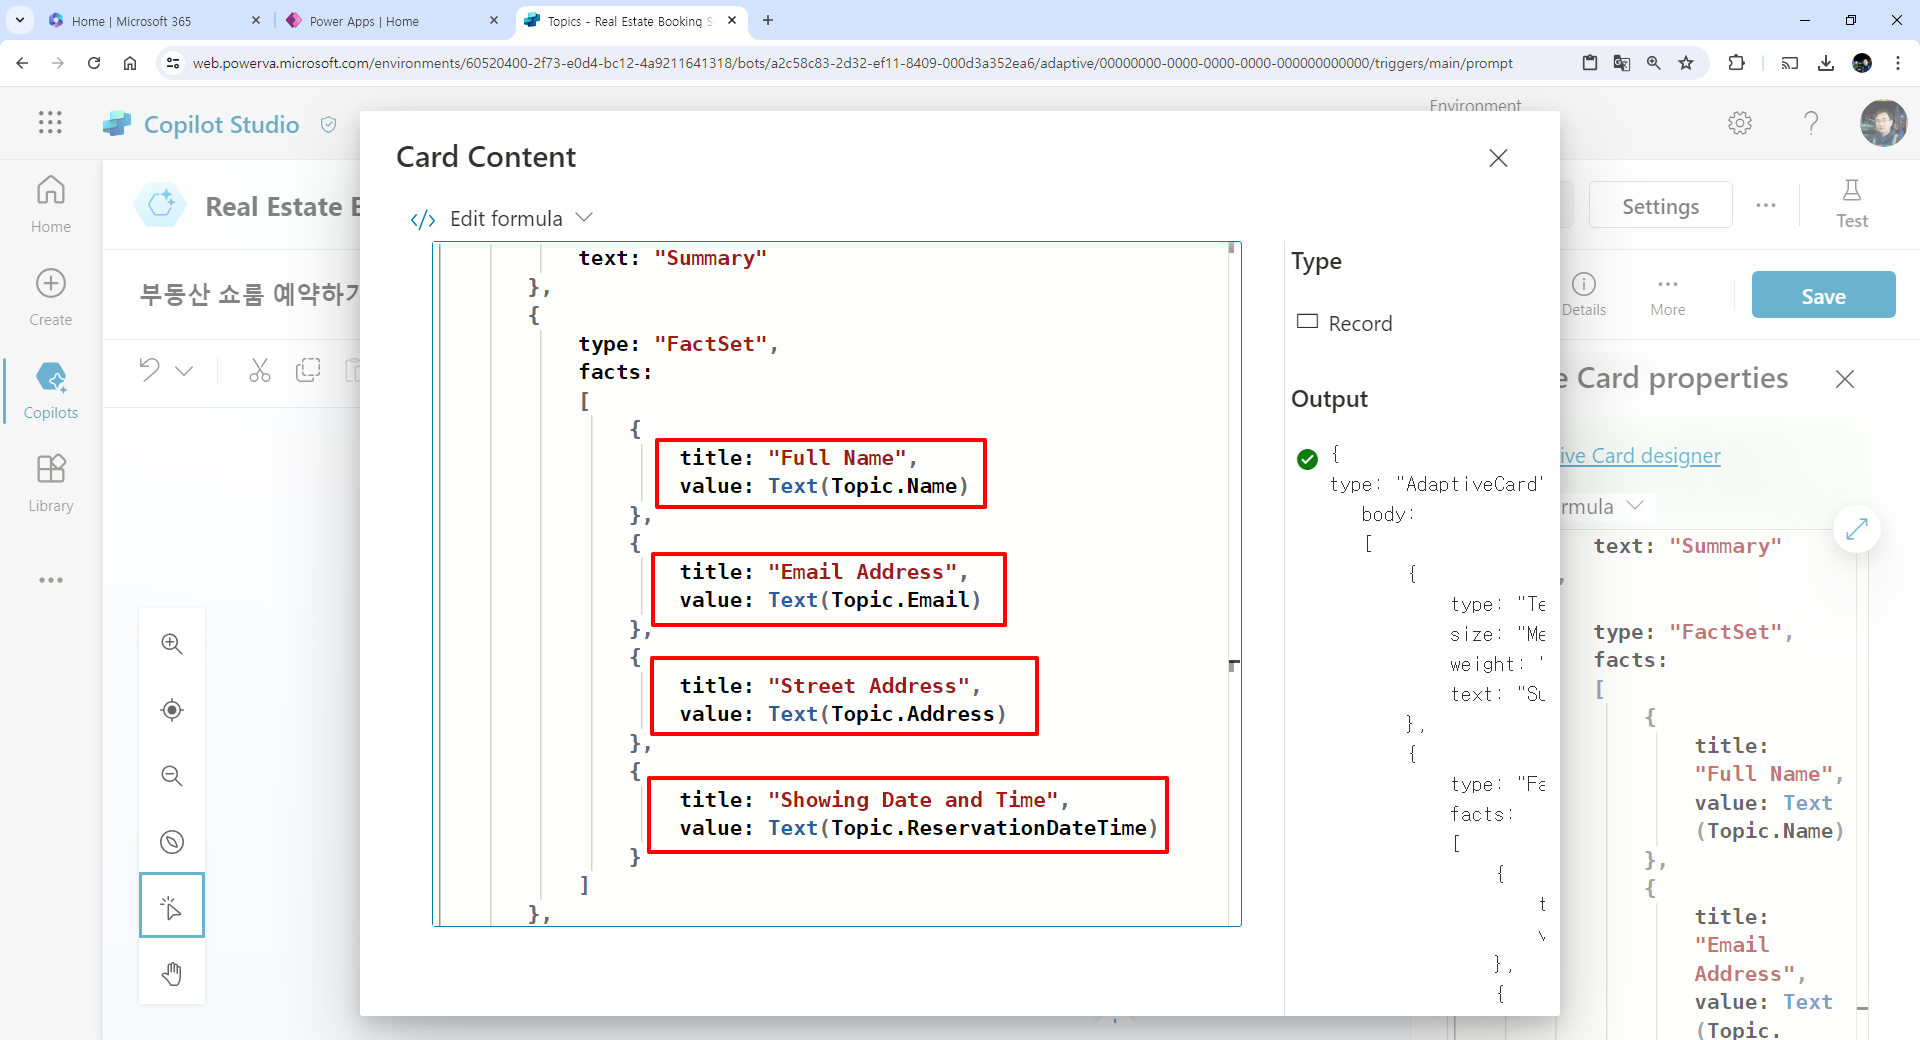 Home | Microsoft 365
Power Apps | Home
Topics - Real Estate Booking S
web.powerva.microsoft.com/environments/60520400-2f73-e0d4-bc12-4a9211641318/bots/a2c58c83-2d32-ef11-8409-000d3a352ea6/adaptive/00000000-0000-0000-0000-000000000000/triggers/main/prompt
Copilot Studio
Environment
Home
Create
Copilots
Library
Real Estate
부동산 쇼룸 예약하기
Settings
Test
Details
More
Save
Card Content
</> Edit formula
text: "Summary"
},
{
type: "FactSet",
facts:
[
{
title: "Full Name",
value: Text(Topic.Name)
},
{
title: "Email Address",
value: Text(Topic.Email)
},
{
title: "Street Address",
value: Text(Topic.Address)
},
{
title: "Showing Date and Time",
value: Text(Topic.ReservationDateTime)
}
]
},
Type
Record
Output
{
type: "AdaptiveCard"
body:
[
{
type: "Te
size: "Me
weight: "
text: "Su
},
{
type: "Fa
facts:
[
{
t
v
},
{
e Card properties
ive Card designer
rmula
text: "Summary"
,
type: "FactSet",
facts:
[
{
title:
"Full Name",
value: Text
(Topic.Name)
},
{
title:
"Email
Address",
value: Text
(Topic.